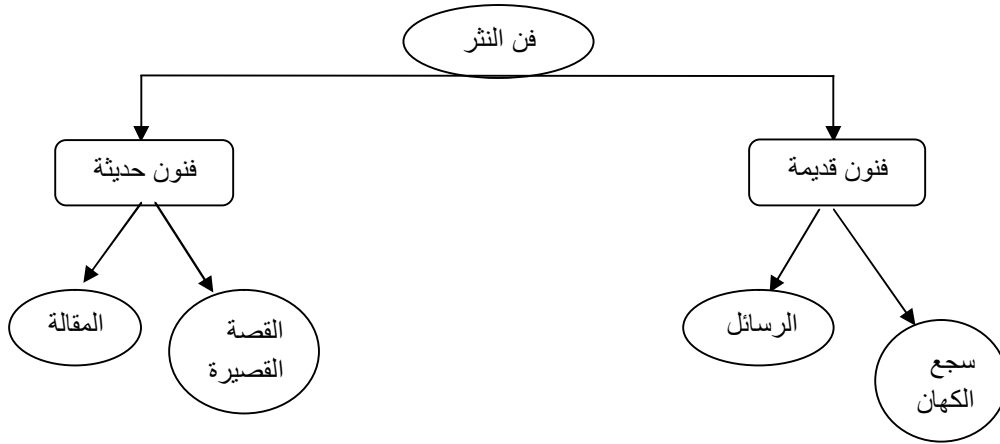 فن النثر
فنون قديمة
فنون حديثة
سجع
الكهان
الرسائل
القصة
القصيرة
المقالة